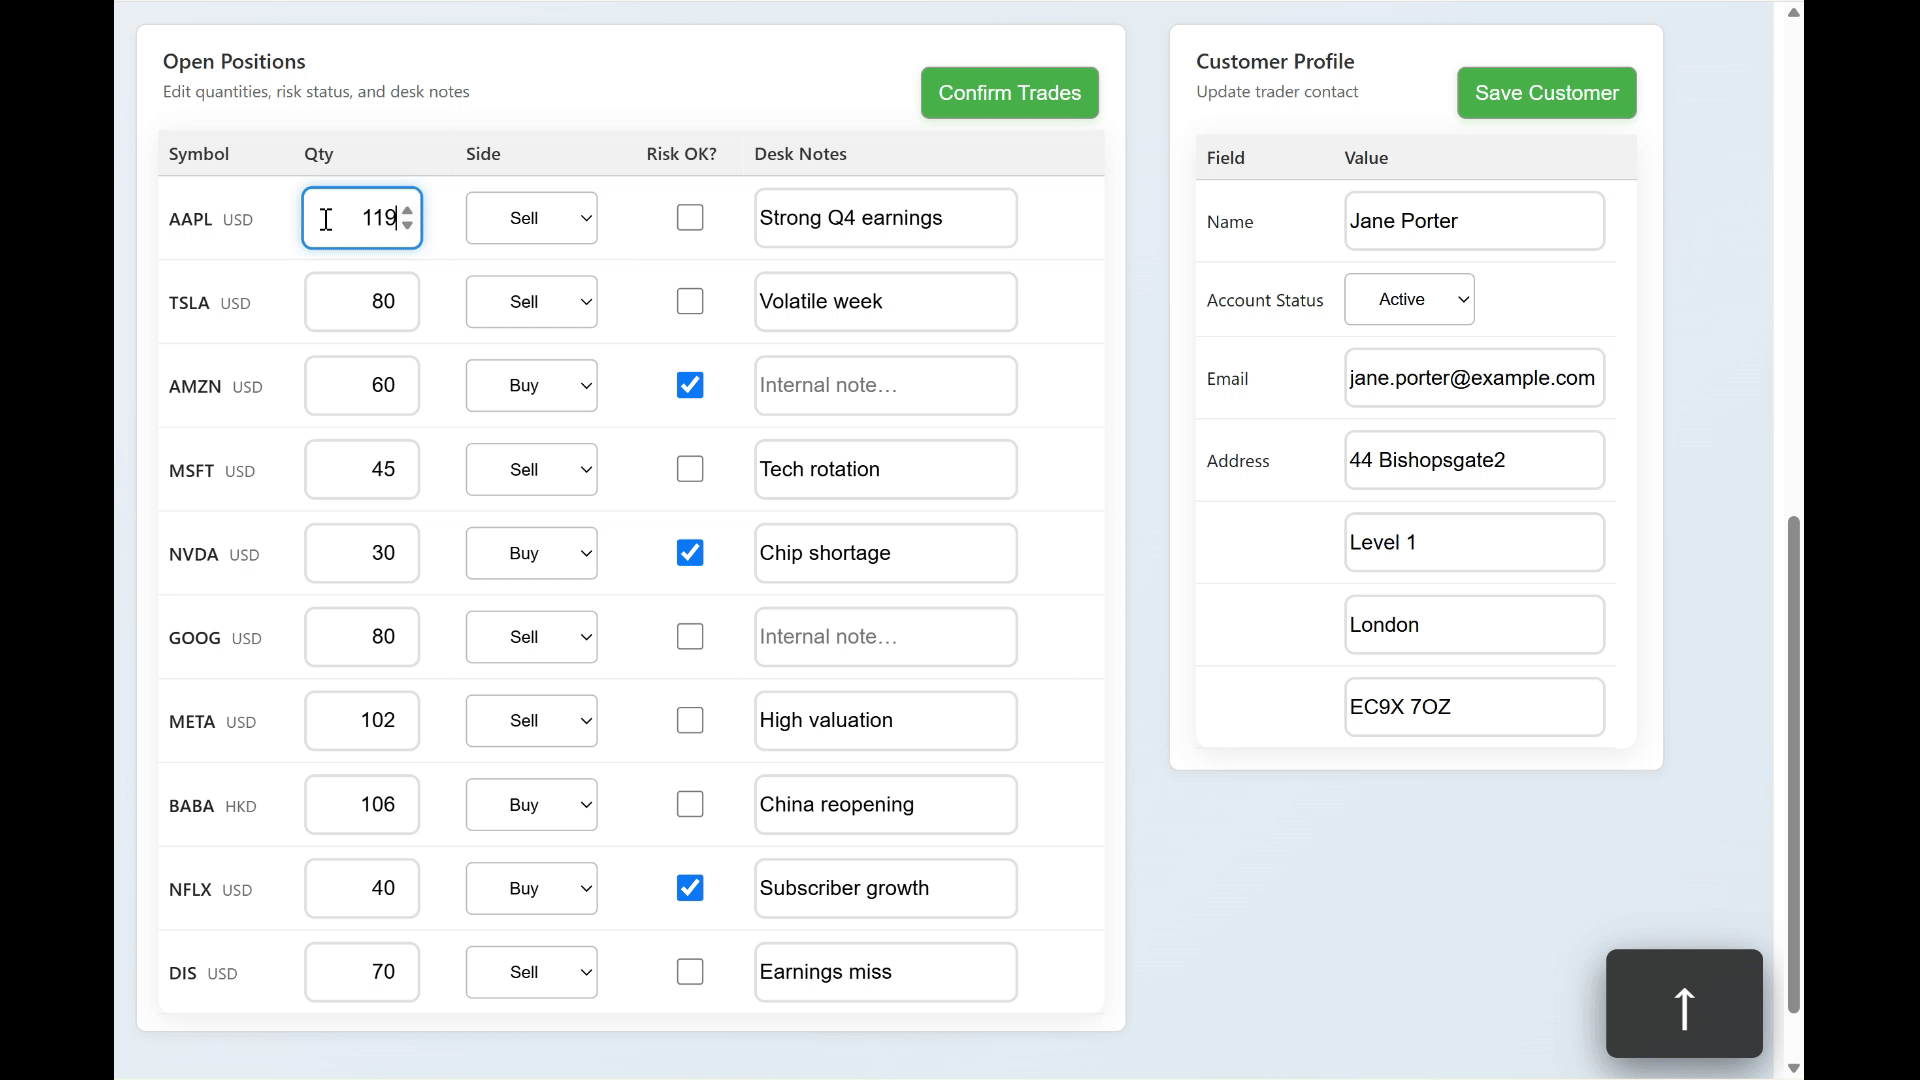 Open Positions
Edit quantities, risk status, and desk notes
Confirm Trades
Symbol Qty Side Risk OK? Desk Notes
AAPL USD 119 Sell Strong Q4 earnings
TSLA USD 80 Sell Volatile week
AMZN USD 60 Buy Internal note…
MSFT USD 45 Sell Tech rotation
NVDA USD 30 Buy Chip shortage
GOOG USD 80 Sell Internal note…
META USD 102 Sell High valuation
BABA HKD 106 Buy China reopening
NFLX USD 40 Buy Subscriber growth
DIS USD 70 Sell Earnings miss
Customer Profile
Update trader contact
Save Customer
Field Value
Name Jane Porter
Account Status Active
Email jane.porter@example.com
Address 44 Bishopsgate2
Level 1
London
EC9X 7OZ
↑